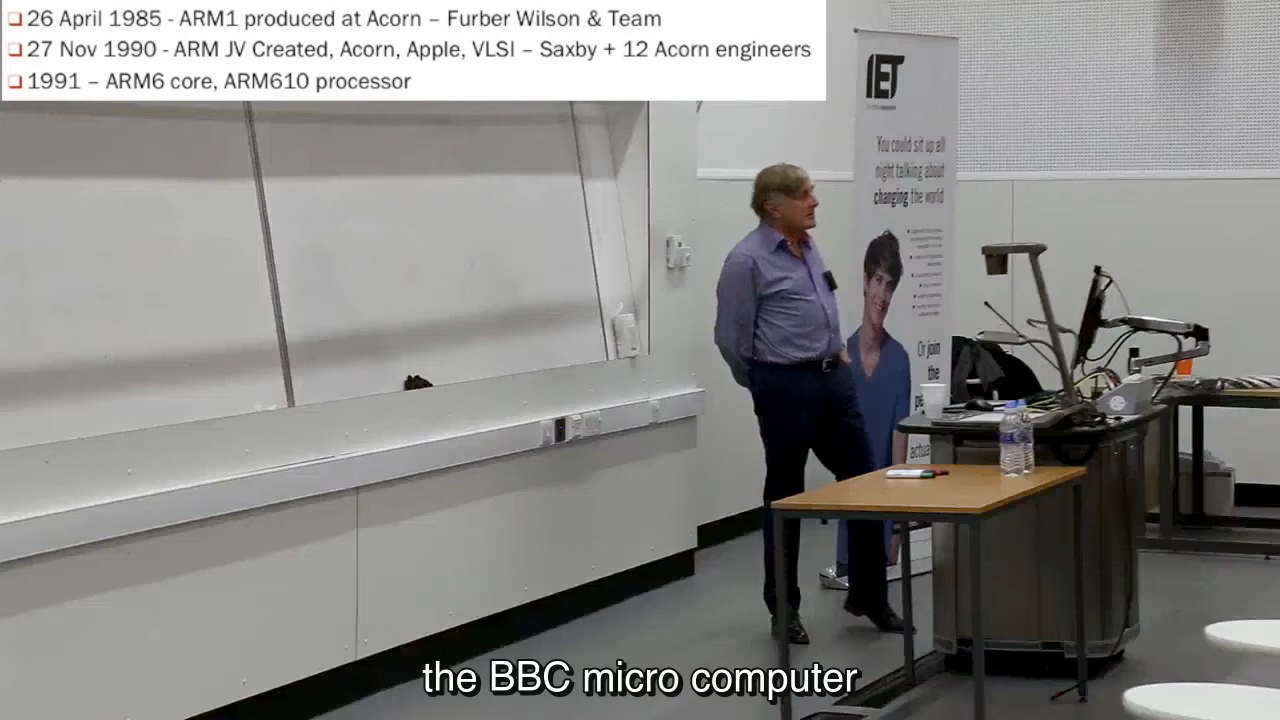 26 April 1985 - ARM1 produced at Acorn – Furber Wilson & Team
27 Nov 1990 - ARM JV Created, Acorn, Apple, VLSI – Saxby + 12 Acorn engineers
1991 – ARM6 core, ARM610 processor
IET
You could sit up all
night talking about
changing the world
Or join
the
the BBC micro computer